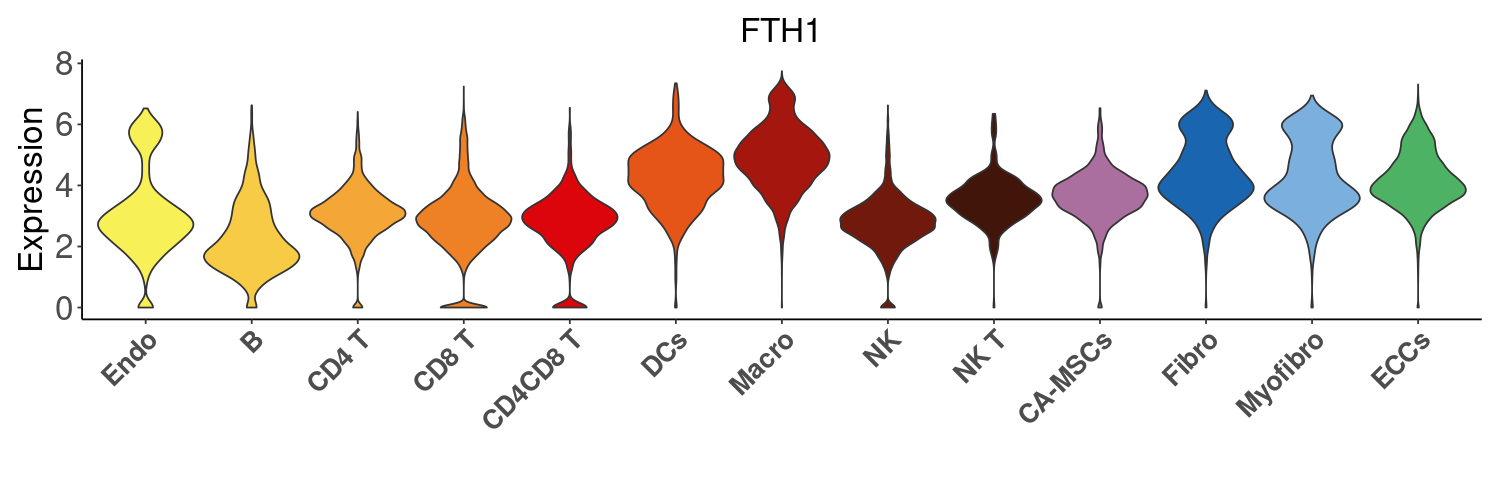 FTH1
Expression
8
6
4
2
0
Endo
B
CD4 T
CD8 T
CD4CD8 T
DCs
Macro
NK
NK T
CA-MSCs
Fibro
Myofibro
ECCs